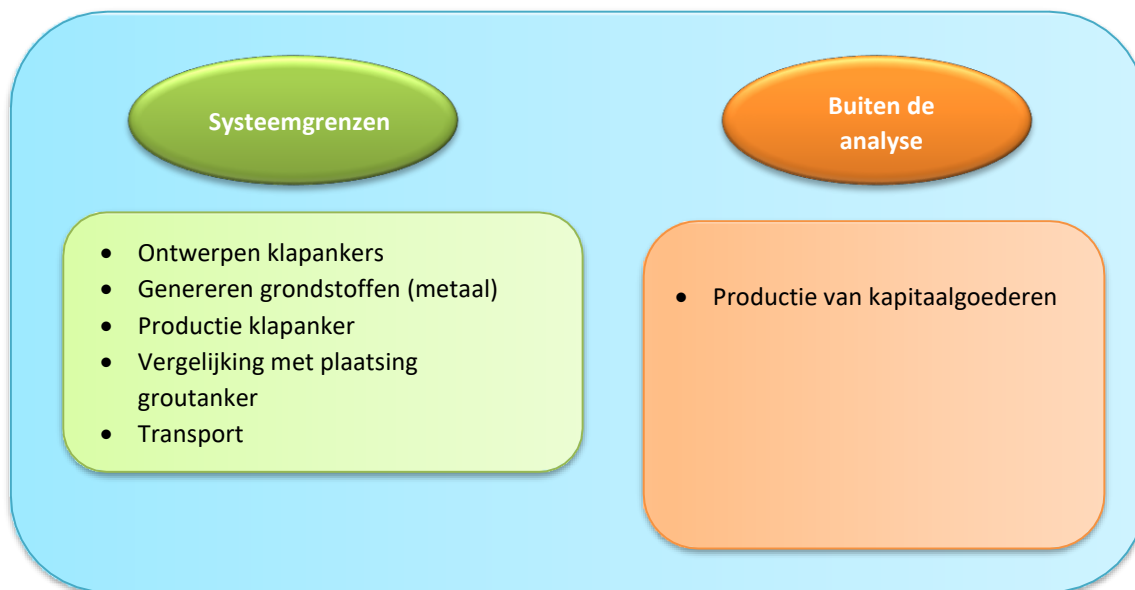 Systeemgrenzen
• Ontwerpen klapankers
• Genereren grondstoffen (metaal)
• Productie klapanker
• Vergelijking met plaatsing
groutanker
• Transport
Buiten de
analyse
• Productie van kapitaalgoederen